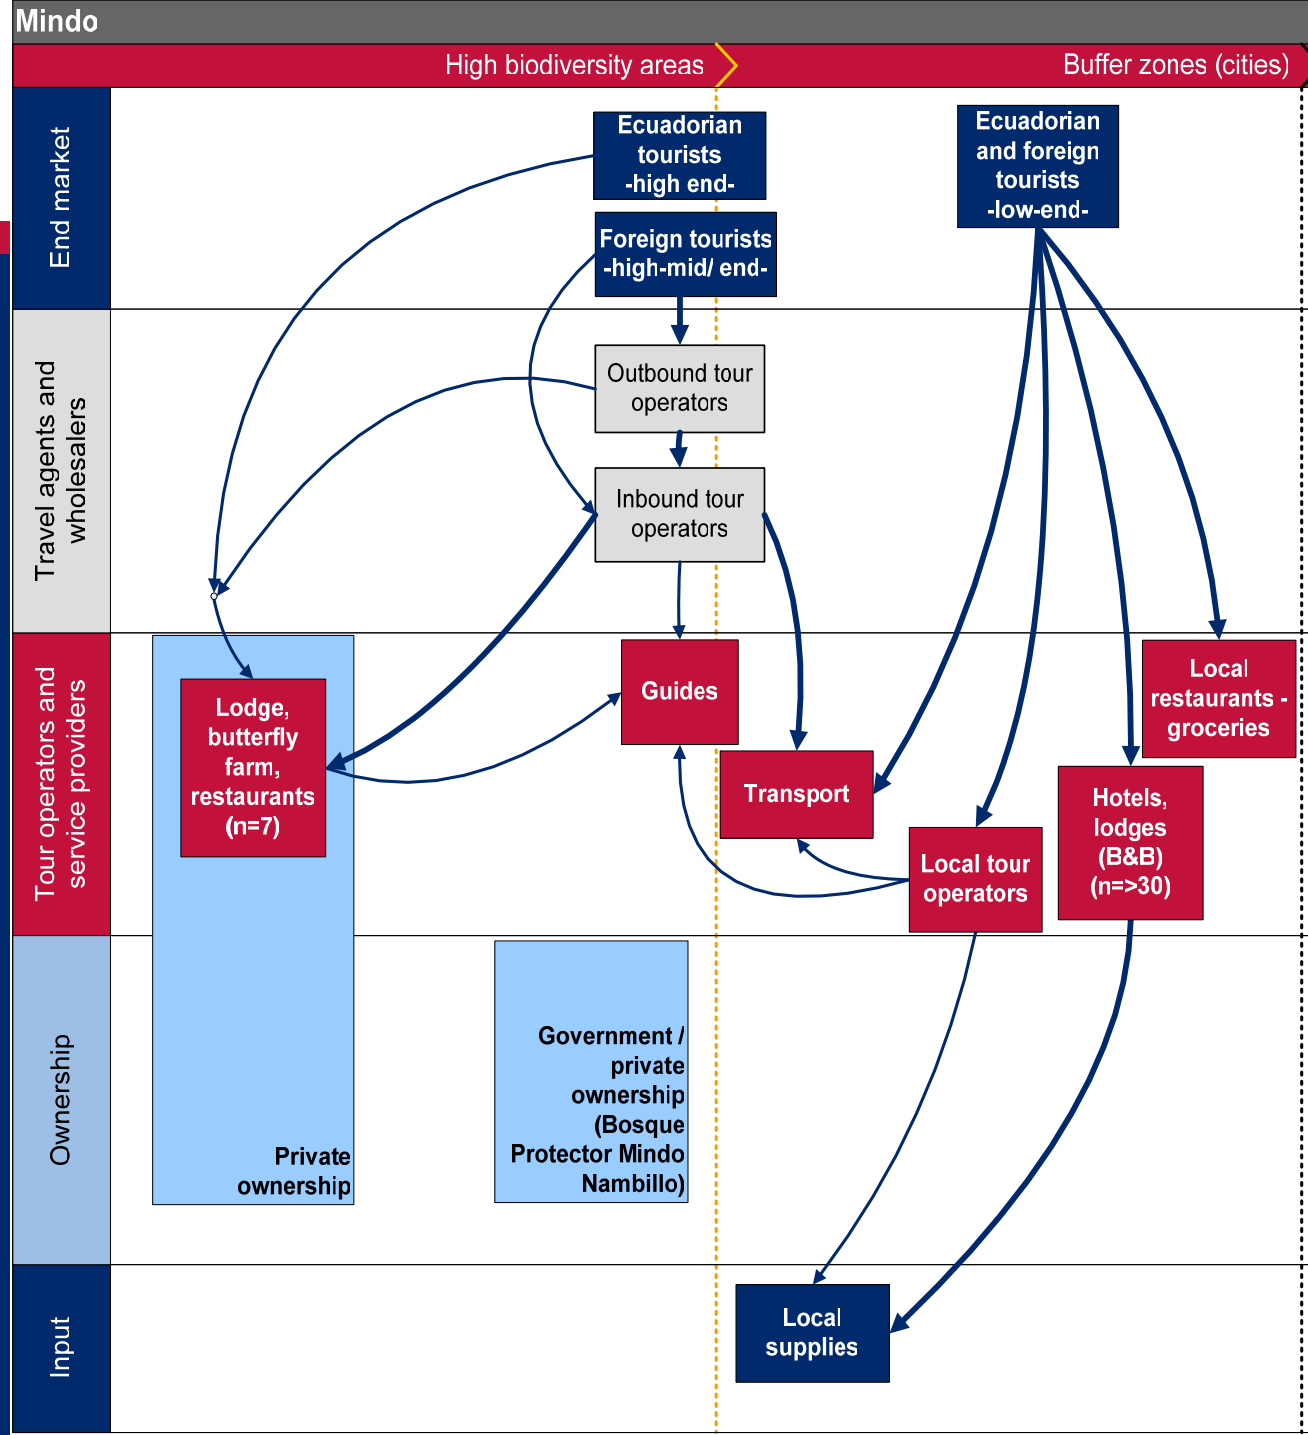 Mindo
High biodiversity areas
Buffer zones (cities)
End market
Ecuadorian
tourists
-high end-
Foreign tourists
-high-mid/ end-
Ecuadorian
and foreign
tourists
-low-end-
Travel agents and
wholesalers
Outbound tour
operators
Inbound tour
operators
Tour operators and
service providers
Lodge,
butterfly
farm,
restaurants
(n=7)
Guides
Transport
Local tour
operators
Hotels,
lodges
(B&B)
(n=>30)
Local
restaurants -
groceries
Ownership
Private
ownership
Government /
private
ownership
(Bosque
Protector Mindo
Nambillo)
Input
Local
supplies